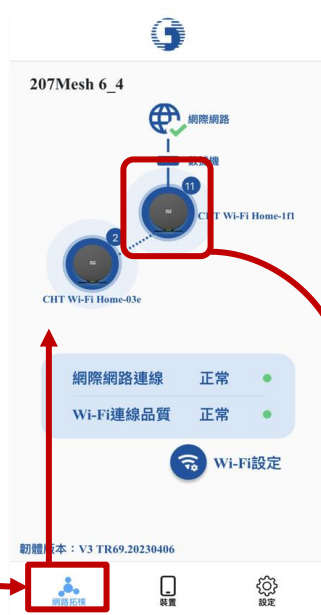 207Mesh 6_4
網際網路
數據機
11
CHT Wi-Fi Home-1f1
2
CHT Wi-Fi Home-03e
網際網路連線 正常
Wi-Fi連線品質 正常
Wi-Fi設定
韌體版本：V3 TR69.20230406
網路拓樸 裝置 設定